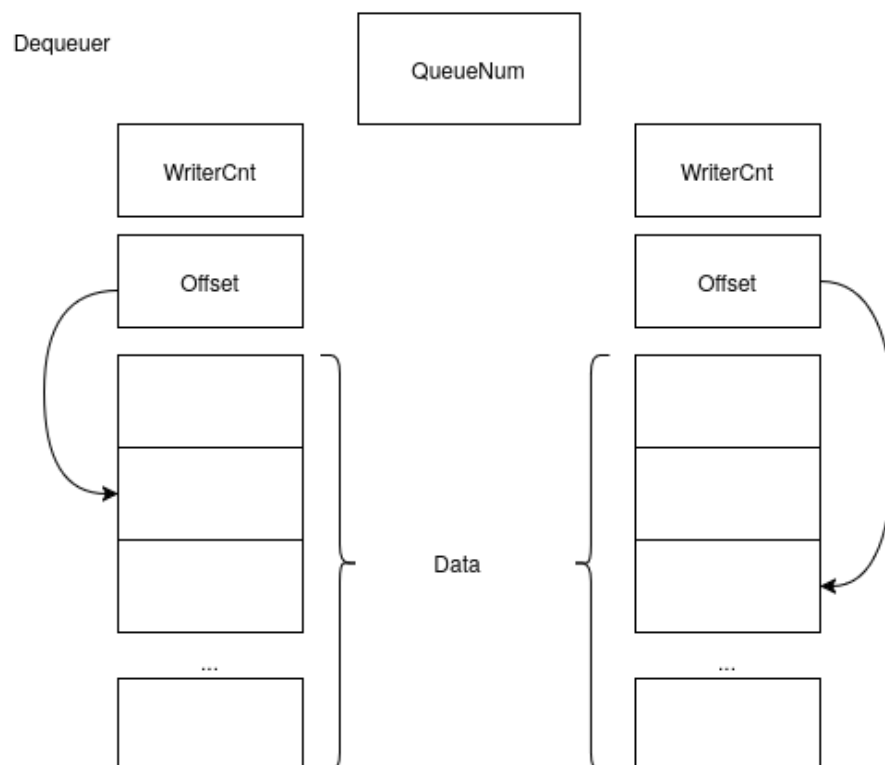 Dequeuer
QueueNum
WriterCnt
WriterCnt
Offset
Offset
Data
...
...